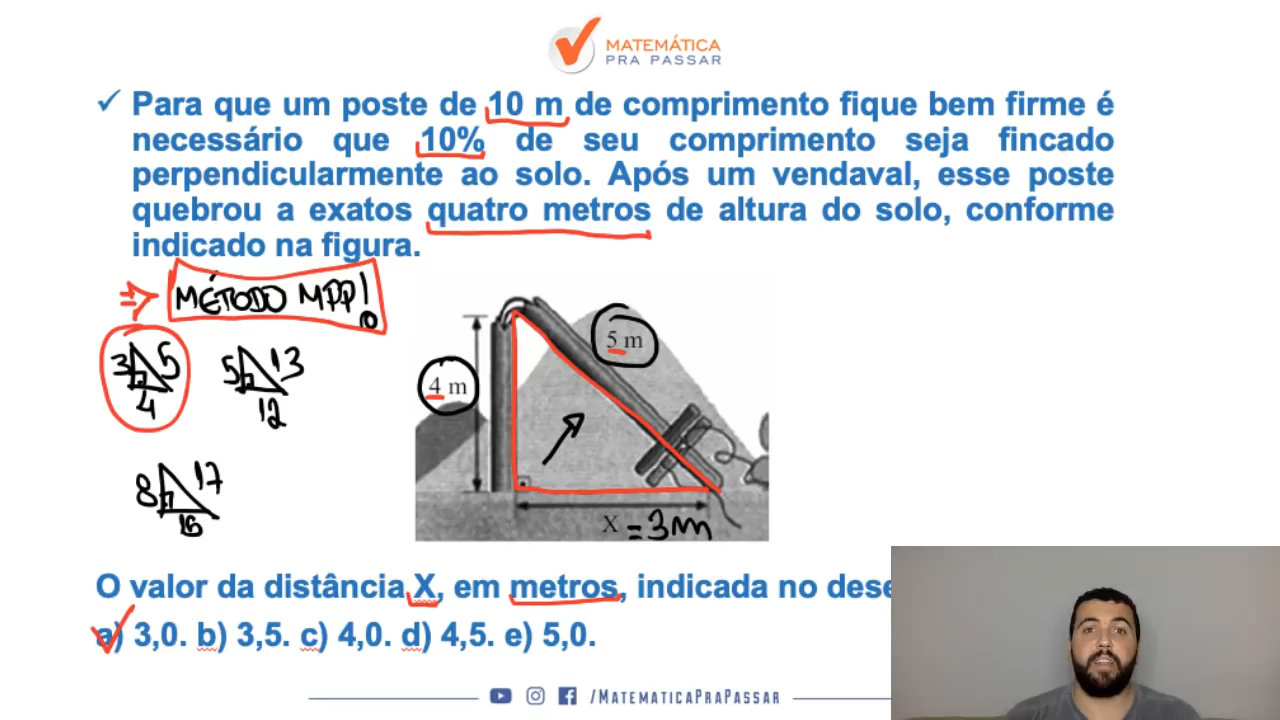 MATEMÁTICA
PRA PASSAR
✓ Para que um poste de 10 m de comprimento fique bem firme é
necessário que 10% de seu comprimento seja fincado
perpendicularmente ao solo. Após um vendaval, esse poste
quebrou a exatos quatro metros de altura do solo, conforme
indicado na figura.
⇒ MÉTODO MPP!
3 5
4
5 13
12
8 17
15
5 m
4 m
X = 3m
O valor da distância X, em metros, indicada no dese
a) 3,0. b) 3,5. c) 4,0. d) 4,5. e) 5,0.
/MATEMATICAPRAPASSAR